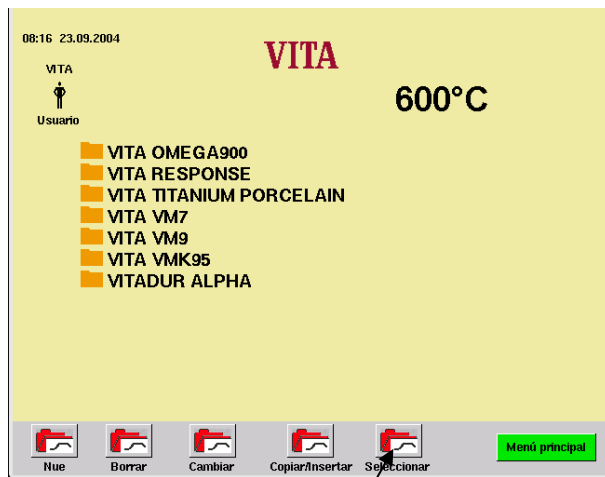 08:16 23.09.2004
VITA
VITA
600°C
Usuario
VITA OMEGA900
VITA RESPONSE
VITA TITANIUM PORCELAIN
VITA VM7
VITA VM9
VITA VMK95
VITADUR ALPHA
Nue Borrar Cambiar Copiar/Insertar Seleccionar Menú principal